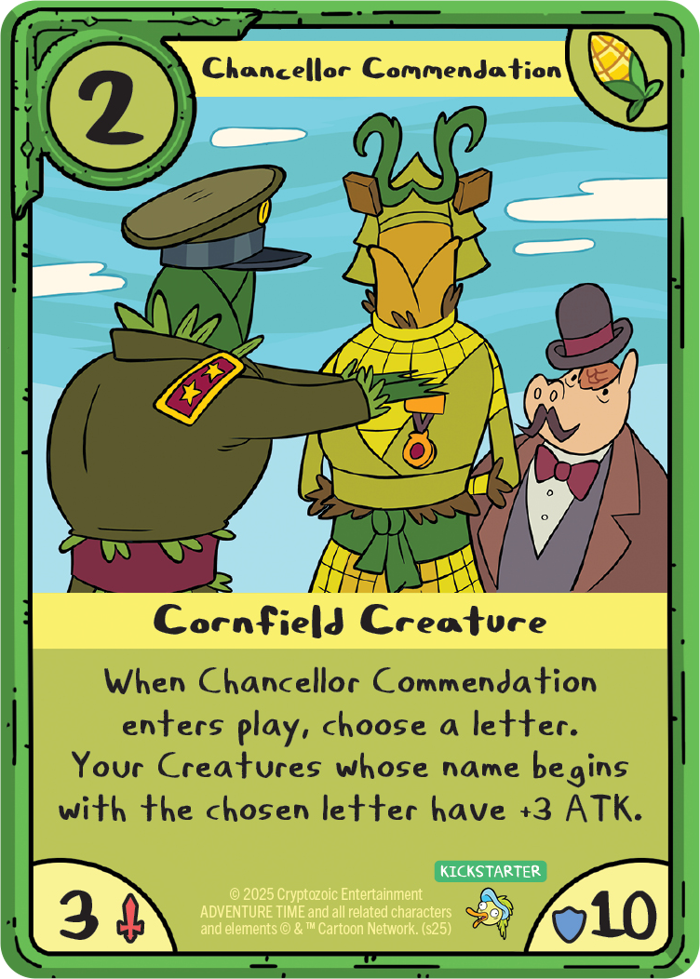 2
Chancellor Commendation
Cornfield Creature
When Chancellor Commendation
enters play, choose a letter.
Your Creatures whose name begins
with the chosen letter have +3 ATK.
KICKSTARTER
© 2025 Cryptozoic Entertainment
ADVENTURE TIME and all related characters
and elements © & ™ Cartoon Network. (s25)
3
10